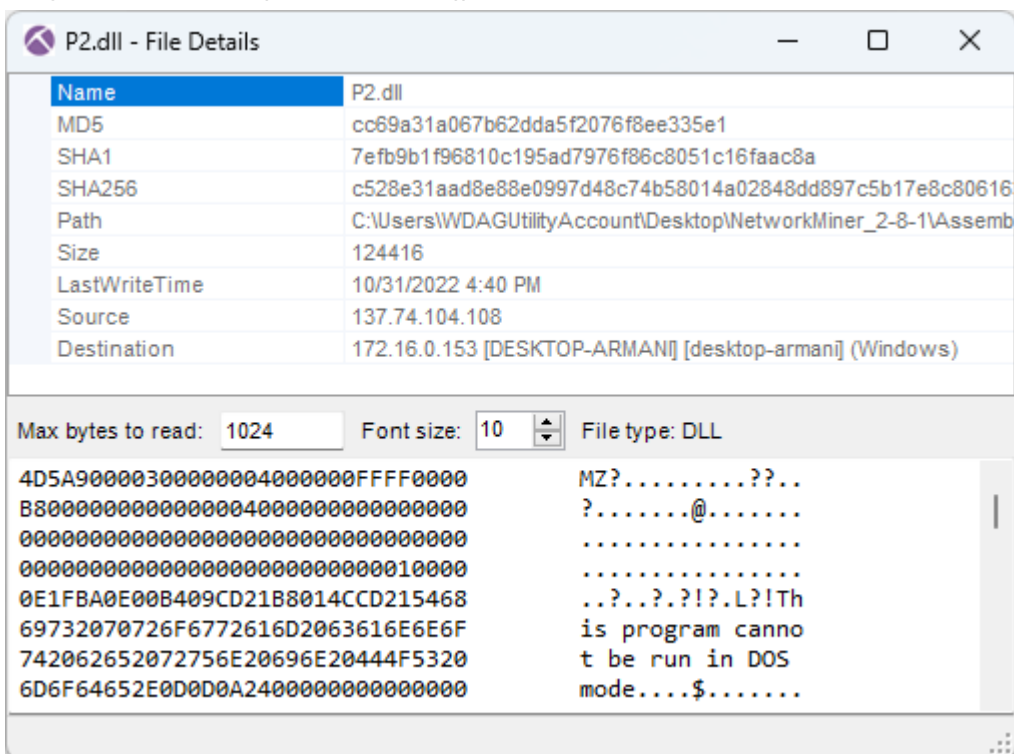 P2.dll - File Details
Name P2.dll
MD5 cc69a31a067b62dda5f2076f8ee335e1
SHA1 7efb9b1f96810c195ad7976f86c8051c16faac8a
SHA256 c528e31aad8e88e0997d48c74b58014a02848dd897c5b17e8c80616
Path C:\Users\WDAGUtilityAccount\Desktop\NetworkMiner_2-8-1\Assemb
Size 124416
LastWriteTime 10/31/2022 4:40 PM
Source 137.74.104.108
Destination 172.16.0.153 [DESKTOP-ARMANI] [desktop-armani] (Windows)
Max bytes to read: 1024 Font size: 10 File type: DLL
4D5A90000300000004000000FFFF0000 MZ?.........??..
B8000000000000004000000000000000 ?.......@.......
00000000000000000000000000000000 ................
00000000000000000000000000010000 ................
0E1FBA0E00B409CD21B8014CCD215468 ..?..?.?!?.L?!Th
69732070726F6772616D2063616E6E6F is program canno
742062652072756E20696E20444F5320 t be run in DOS
6D6F64652E0D0D0A2400000000000000 mode....$.......